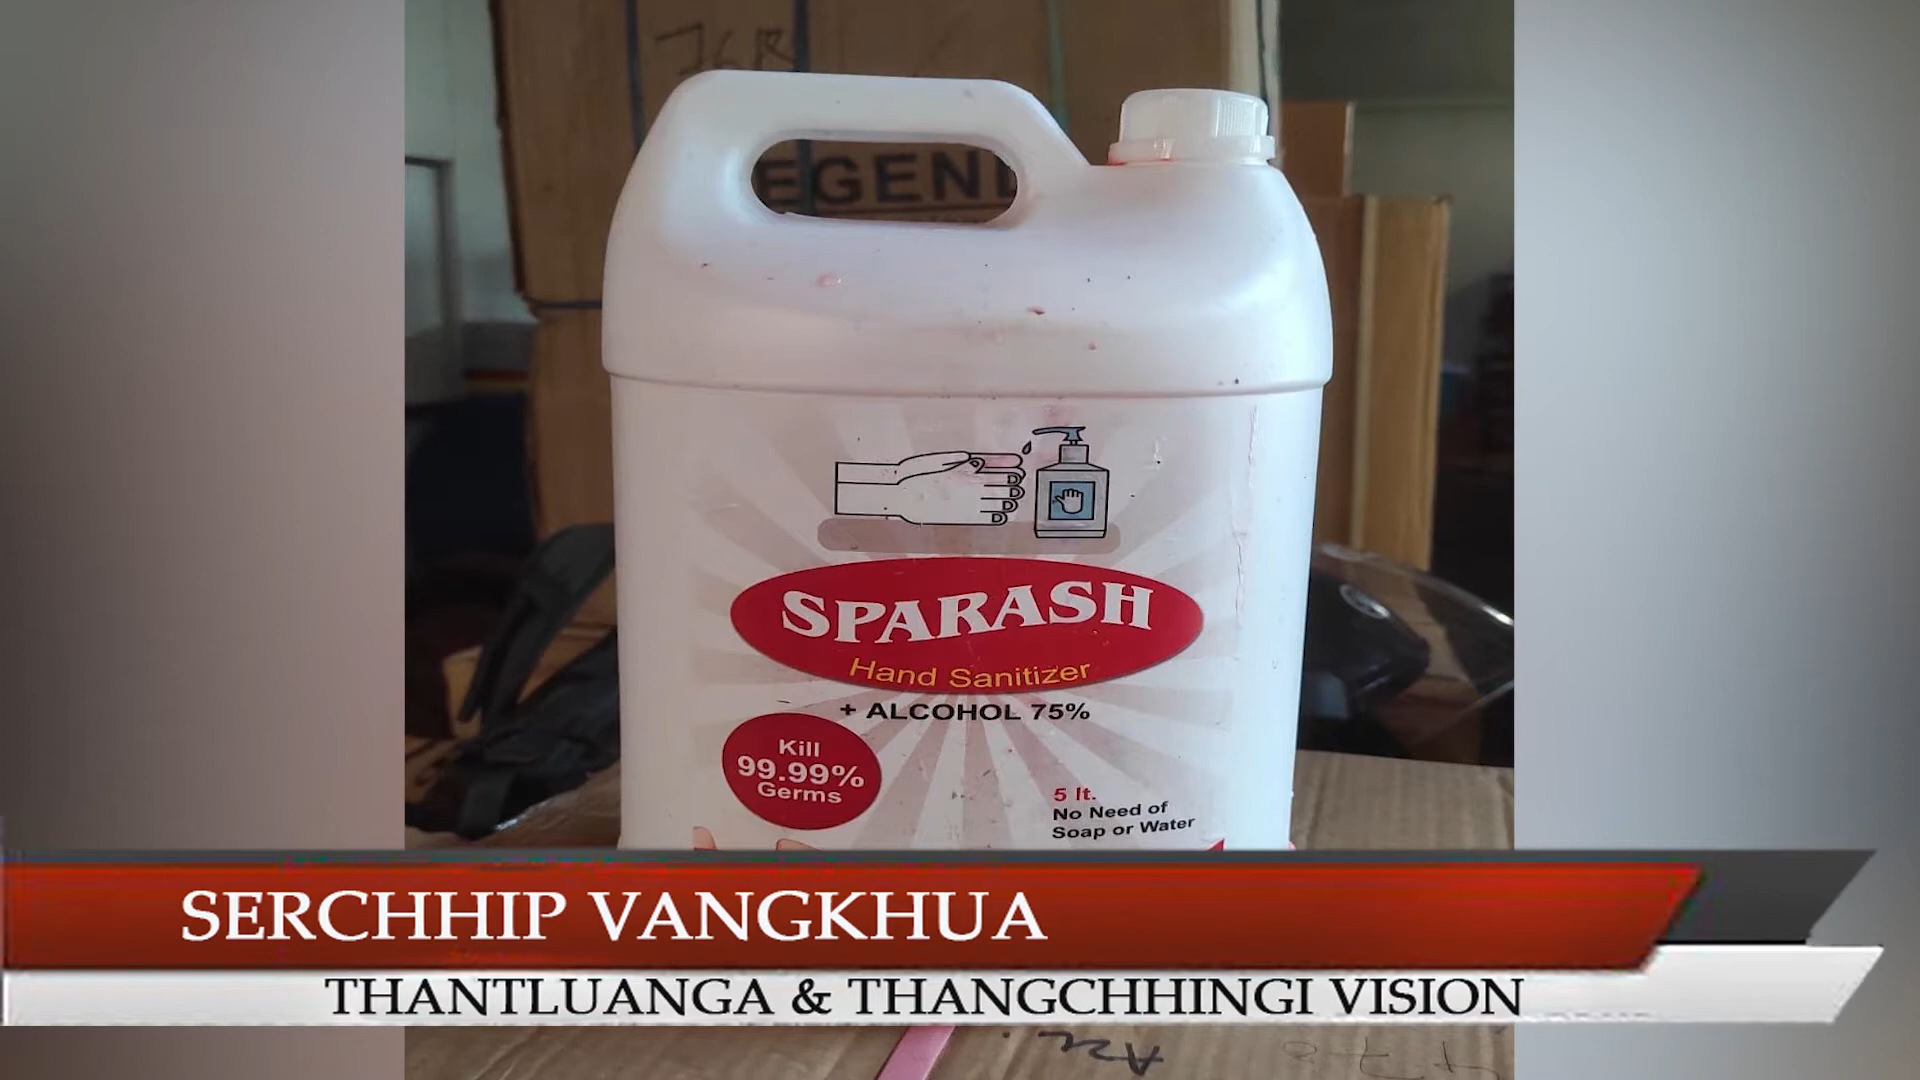 EGEN
SPARASH
Hand Sanitizer
+ ALCOHOL 75%
Kill
99.99%
Germs
5 lt.
No Need of
Soap or Water
SERCHHIP VANGKHUA
THANTLUANGA & THANGCHHINGI VISION